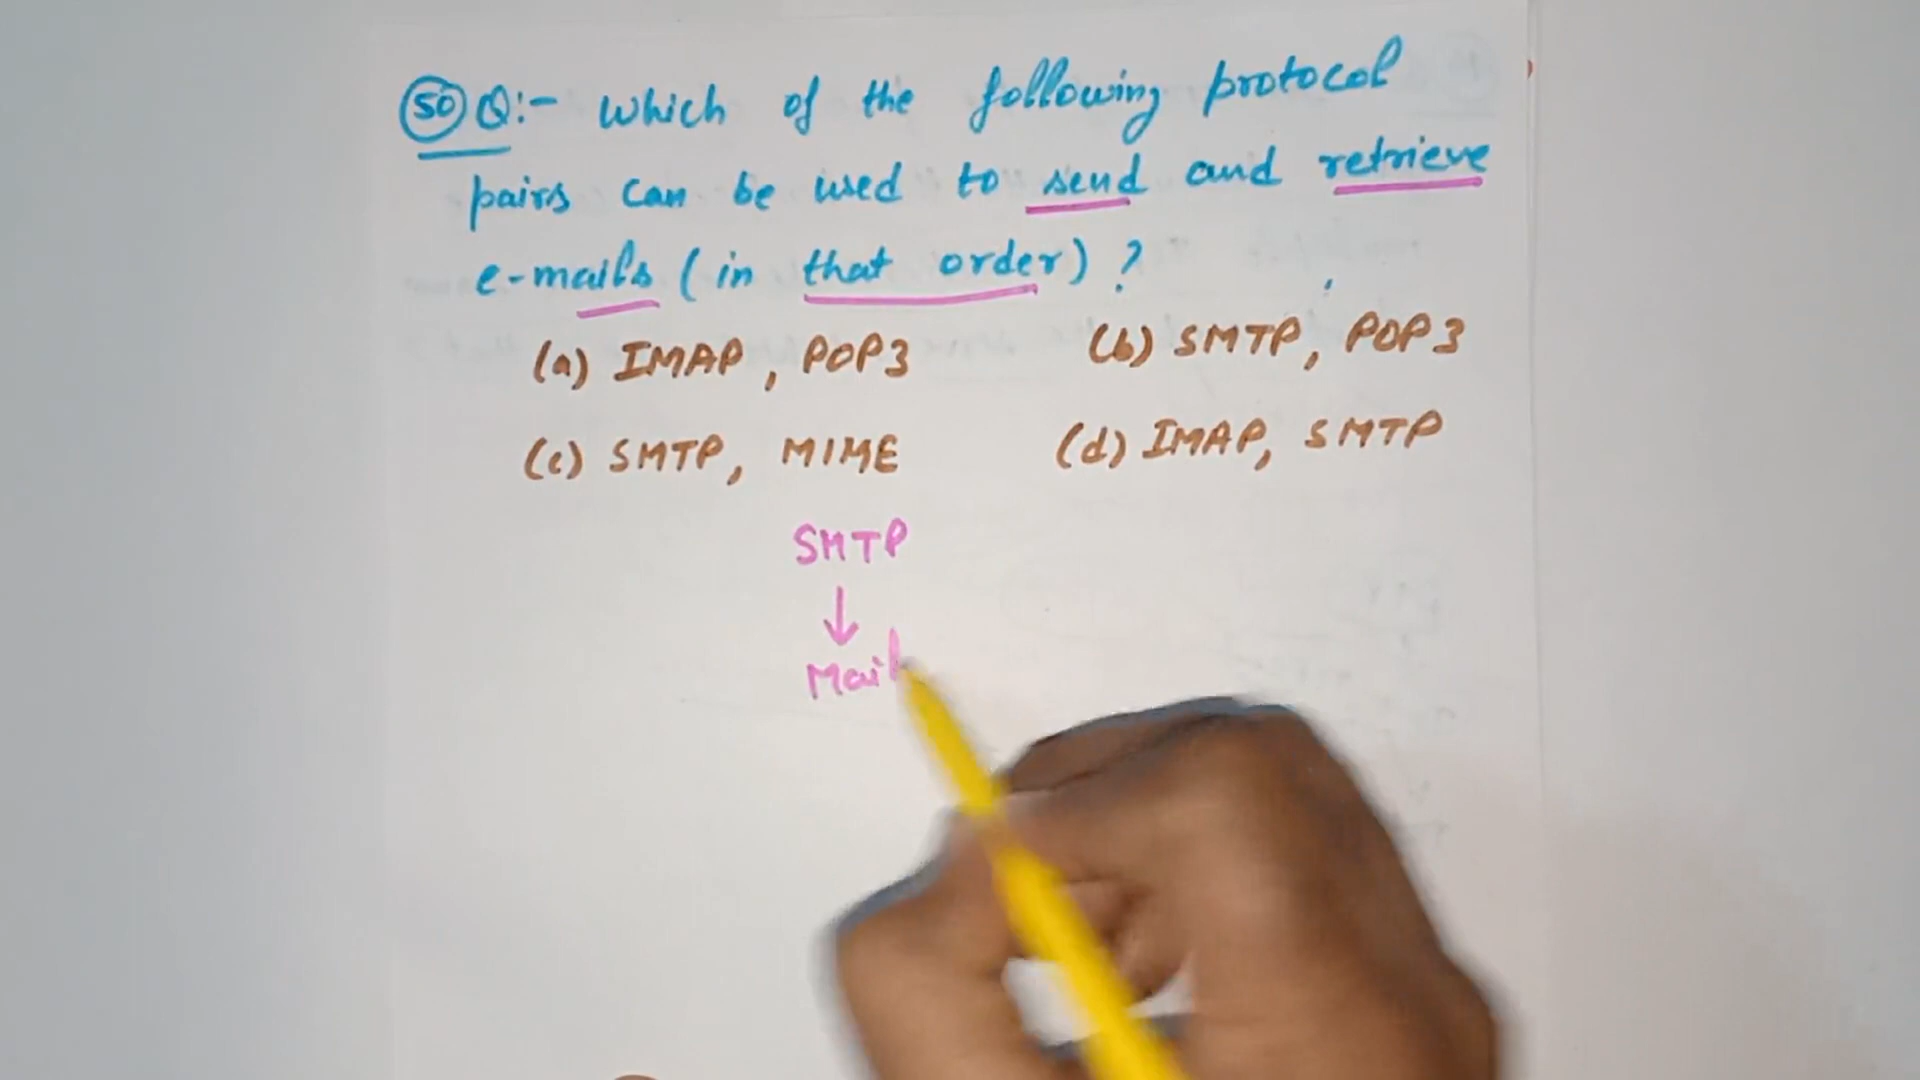 50 Q:- Which of the following protocol
pairs can be used to send and retrieve
e-mails (in that order) ?
(a) IMAP, POP3 (b) SMTP, POP3
(c) SMTP, MIME (d) IMAP, SMTP
SMTP
↓
Mail